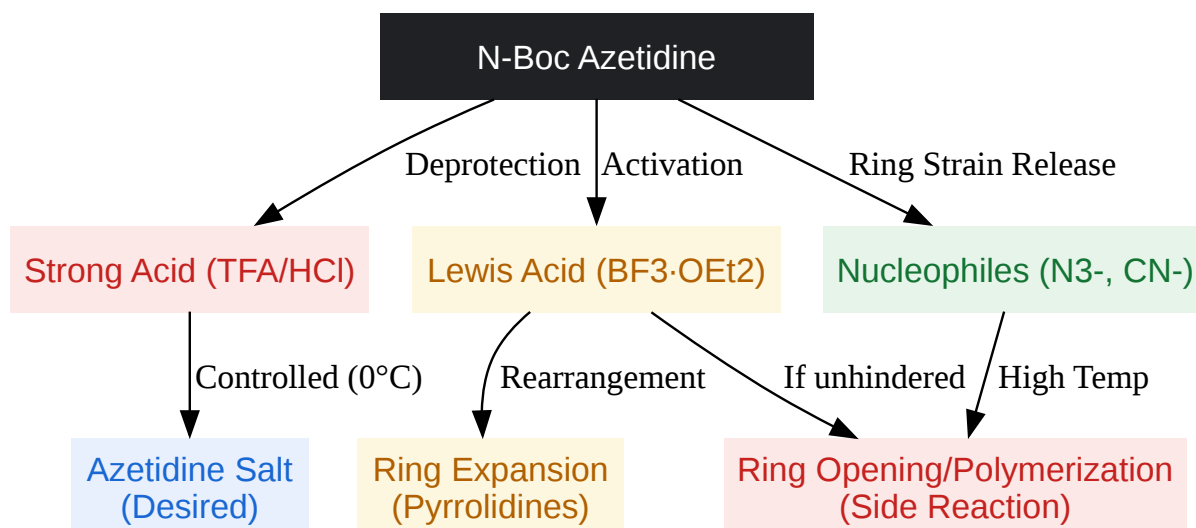 N-Boc Azetidine
Deprotection
Activation
Ring Strain Release
Strong Acid (TFA/HCl)
Lewis Acid (BF3·OEt2)
Nucleophiles (N3-, CN-)
Controlled (0°C)
Rearrangement
If unhindered
High Temp
Azetidine Salt
(Desired)
Ring Expansion
(Pyrrolidines)
Ring Opening/Polymerization
(Side Reaction)